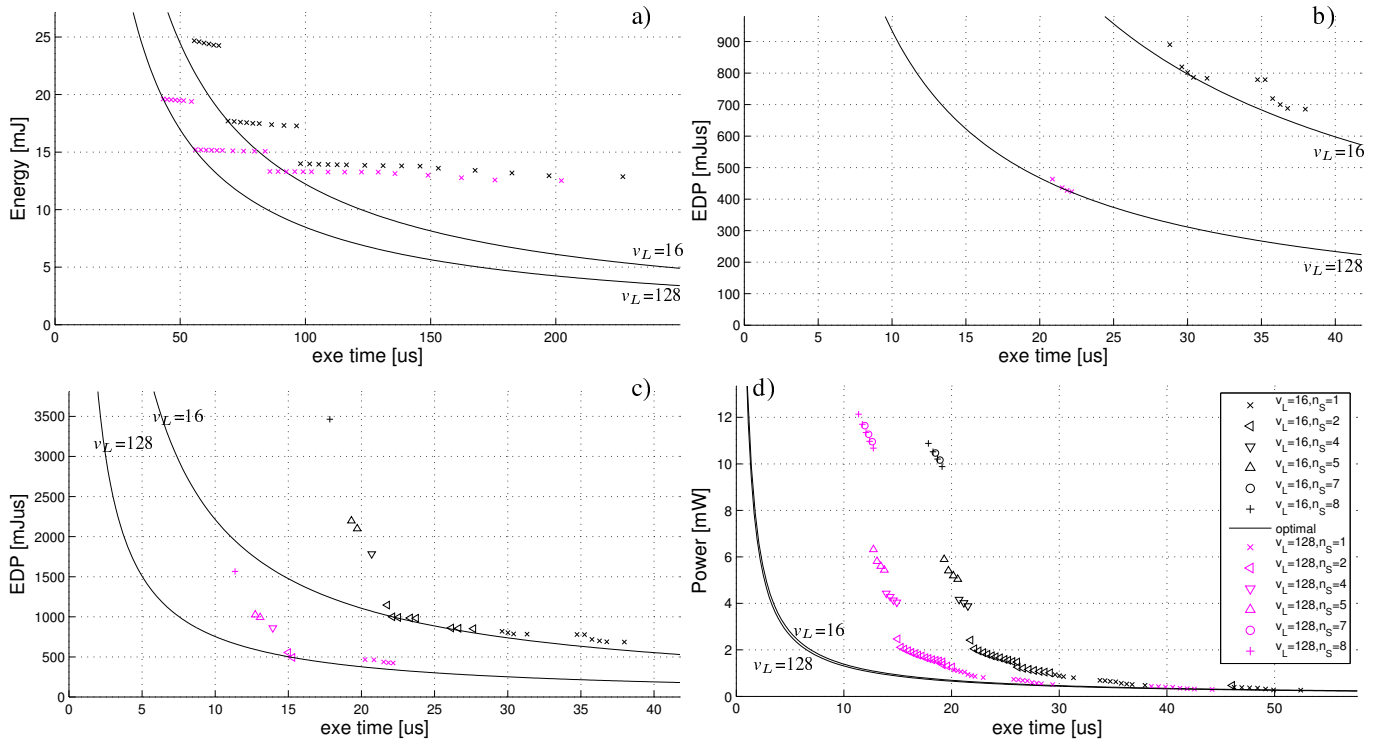 a)
Energy [mJ]
25
20
15
10
5
0
v_L=16
v_L=128
50
100
150
200
exe time [us]
b)
EDP [mJus]
900
800
700
600
500
400
300
200
100
0
v_L=16
v_L=128
0
5
10
15
20
25
30
35
40
exe time [us]
c)
EDP [mJus]
3500
3000
2500
2000
1500
1000
500
0
v_L=16
v_L=128
0
5
10
15
20
25
30
35
40
exe time [us]
d)
Power [mW]
12
10
8
6
4
2
0
v_L=16
v_L=128
0
10
20
30
40
50
exe time [us]
v_L=16,n_S=1
v_L=16,n_S=2
v_L=16,n_S=4
v_L=16,n_S=5
v_L=16,n_S=7
v_L=16,n_S=8
optimal
v_L=128,n_S=1
v_L=128,n_S=2
v_L=128,n_S=4
v_L=128,n_S=5
v_L=128,n_S=7
v_L=128,n_S=8